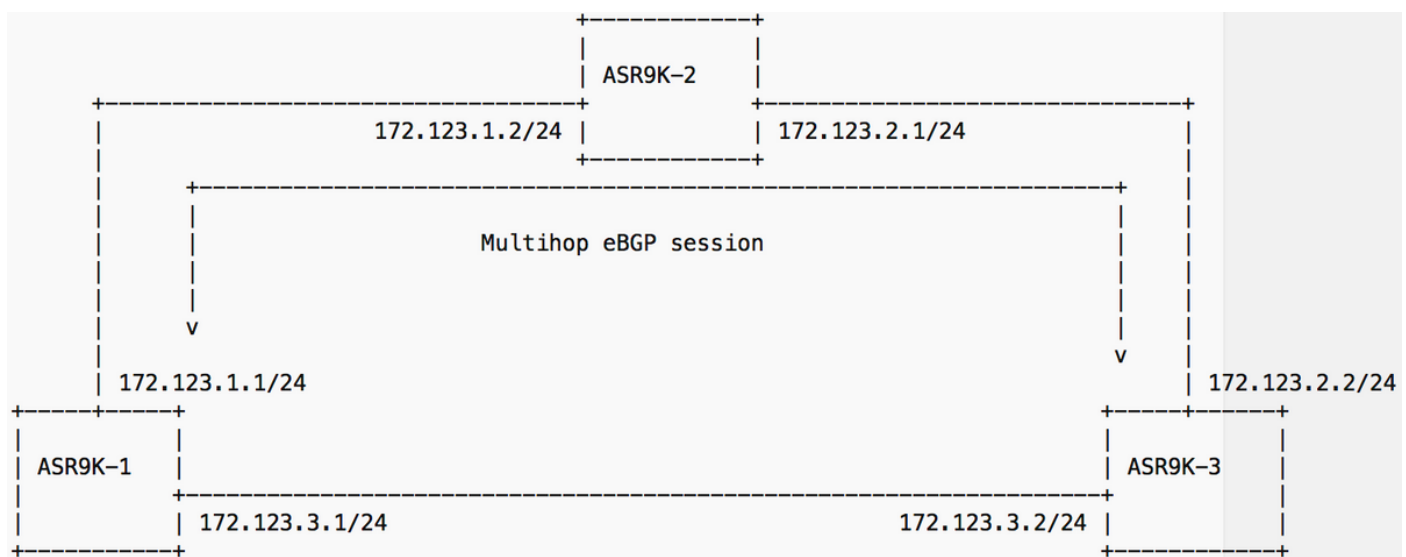 ASR9K-2
172.123.1.2/24 172.123.2.1/24
Multihop eBGP session
v
v
172.123.1.1/24 172.123.2.2/24
ASR9K-1 ASR9K-3
172.123.3.1/24 172.123.3.2/24